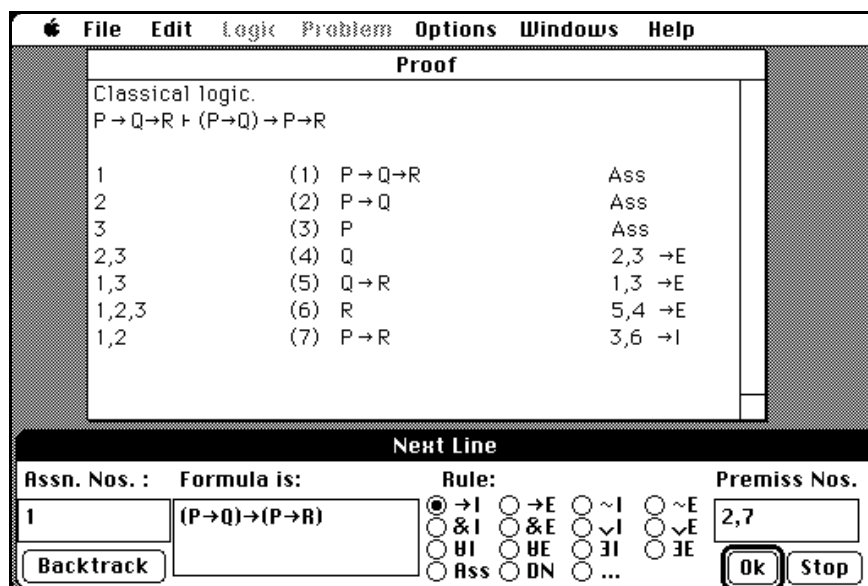 File Edit Logic Problem Options Windows Help
Proof
Classical logic.
P→Q→R ⊢ (P→Q)→P→R
1 (1) P→Q→R Ass
2 (2) P→Q Ass
3 (3) P Ass
2,3 (4) Q 2,3 →E
1,3 (5) Q→R 1,3 →E
1,2,3 (6) R 5,4 →E
1,2 (7) P→R 3,6 →I
Next Line
Assn. Nos. : Formula is: Rule: Premiss Nos.
1 (P→Q)→(P→R) 2,7
→I →E ~I ~E
&I &E ∨I ∨E
∀I ∀E ∃I ∃E
Ass DN ...
Backtrack Ok Stop